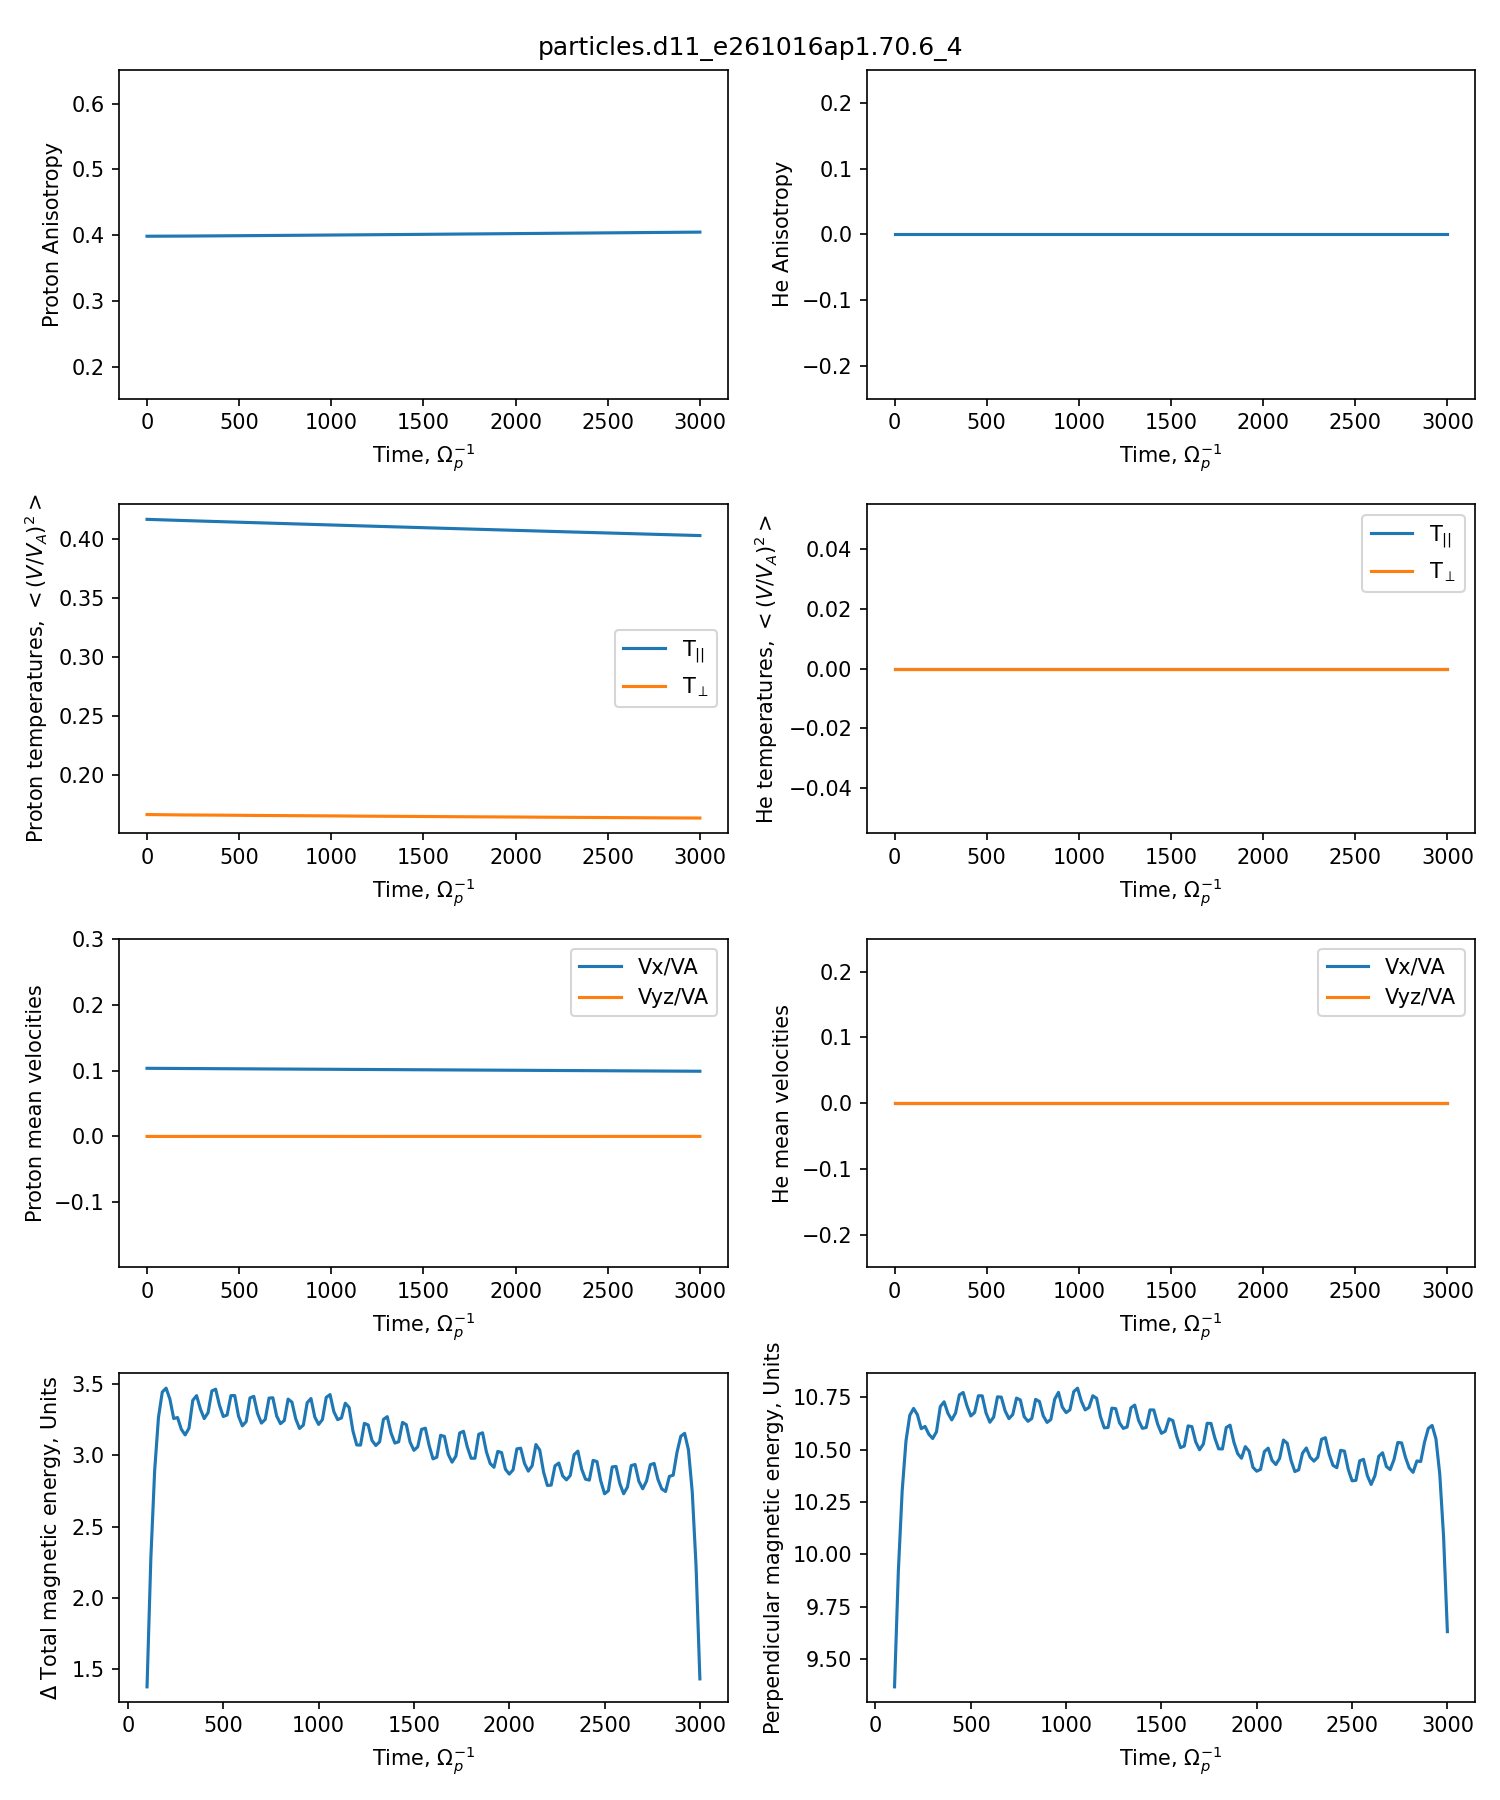 particles.d11_e261016ap1.70.6_4
Proton Anisotropy
0.6
0.5
0.4
0.3
0.2
0 500 1000 1500 2000 2500 3000
Time, Ω_p^{−1}
He Anisotropy
0.2
0.1
0.0
−0.1
−0.2
0 500 1000 1500 2000 2500 3000
Time, Ω_p^{−1}
Proton temperatures, <(V/V_A)^2>
0.40
0.35
0.30
0.25
0.20
T_||
T_⊥
0 500 1000 1500 2000 2500 3000
Time, Ω_p^{−1}
He temperatures, <(V/V_A)^2>
0.04
0.02
0.00
−0.02
−0.04
T_||
T_⊥
0 500 1000 1500 2000 2500 3000
Time, Ω_p^{−1}
Proton mean velocities
0.3
0.2
0.1
0.0
−0.1
Vx/VA
Vyz/VA
0 500 1000 1500 2000 2500 3000
Time, Ω_p^{−1}
He mean velocities
0.2
0.1
0.0
−0.1
−0.2
Vx/VA
Vyz/VA
0 500 1000 1500 2000 2500 3000
Time, Ω_p^{−1}
Δ Total magnetic energy, Units
3.5
3.0
2.5
2.0
1.5
0 500 1000 1500 2000 2500 3000
Time, Ω_p^{−1}
Perpendicular magnetic energy, Units
10.75
10.50
10.25
10.00
9.75
9.50
0 500 1000 1500 2000 2500 3000
Time, Ω_p^{−1}